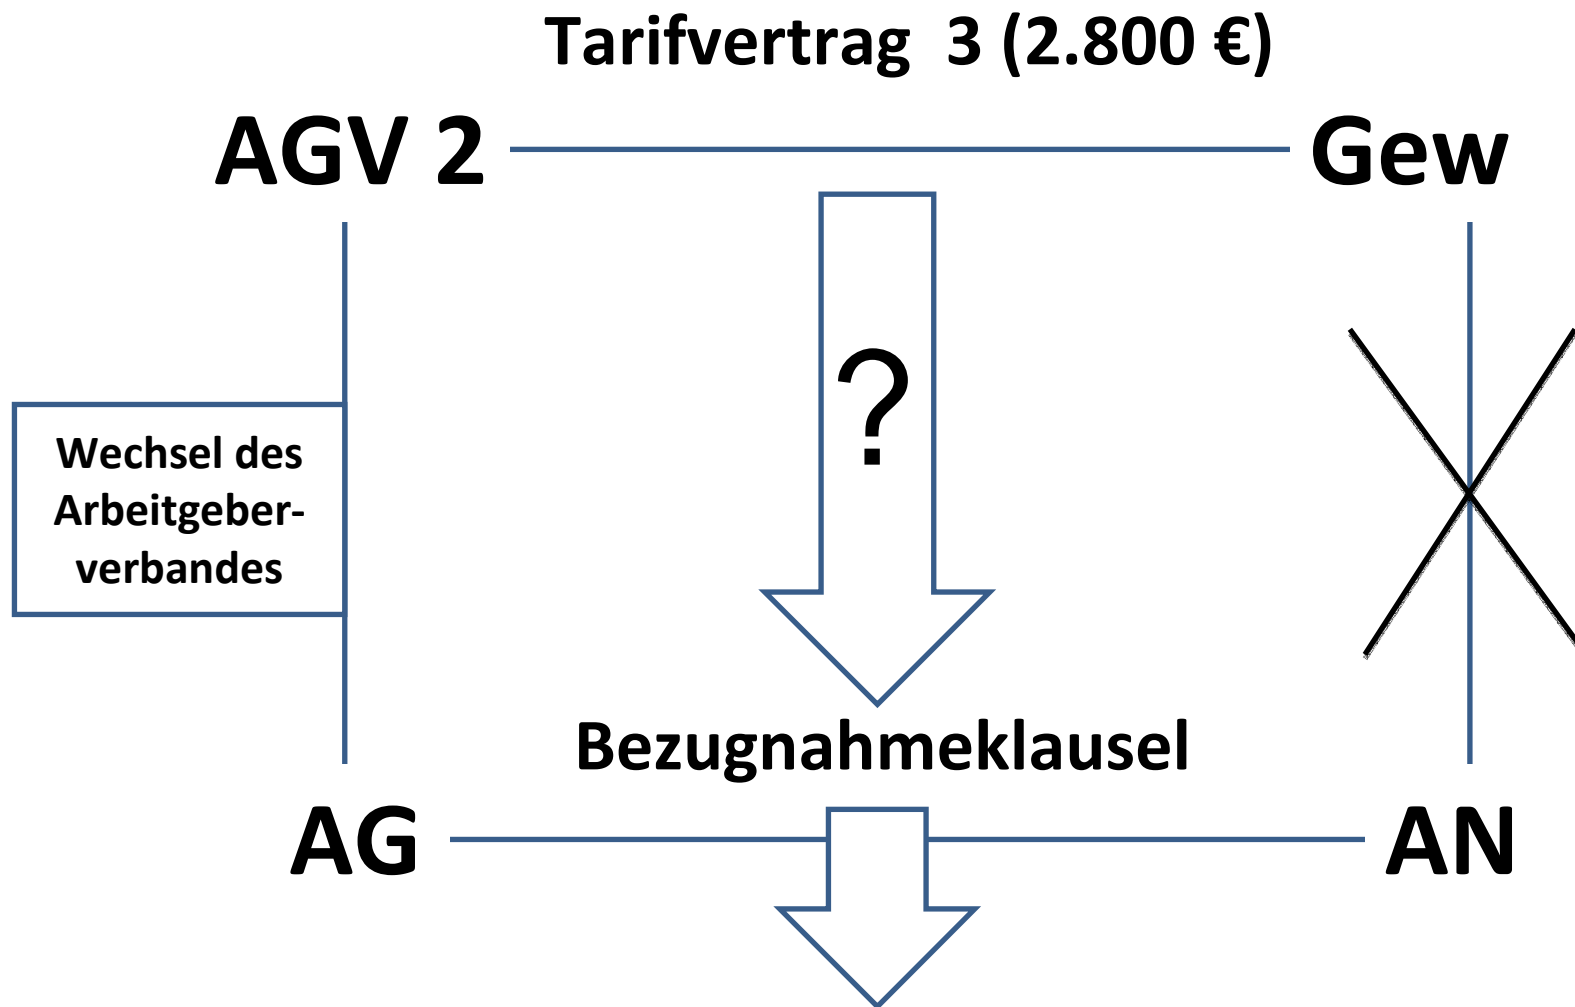 Tarifvertrag 3 (2.800 €)
AGV 2
Gew
?
Wechsel des
Arbeitgeber-
verbandes
Bezugnahmeklausel
AG
AN